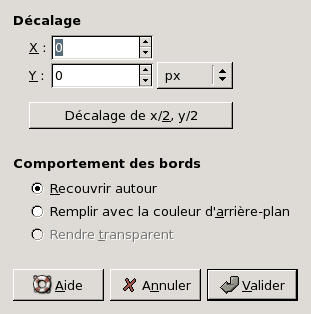 Décalage
X : 0
Y : 0 px
Décalage de x/2, y/2
Comportement des bords
Recouvrir autour
Remplir avec la couleur d'arrière-plan
Rendre transparent
Aide Annuler Valider